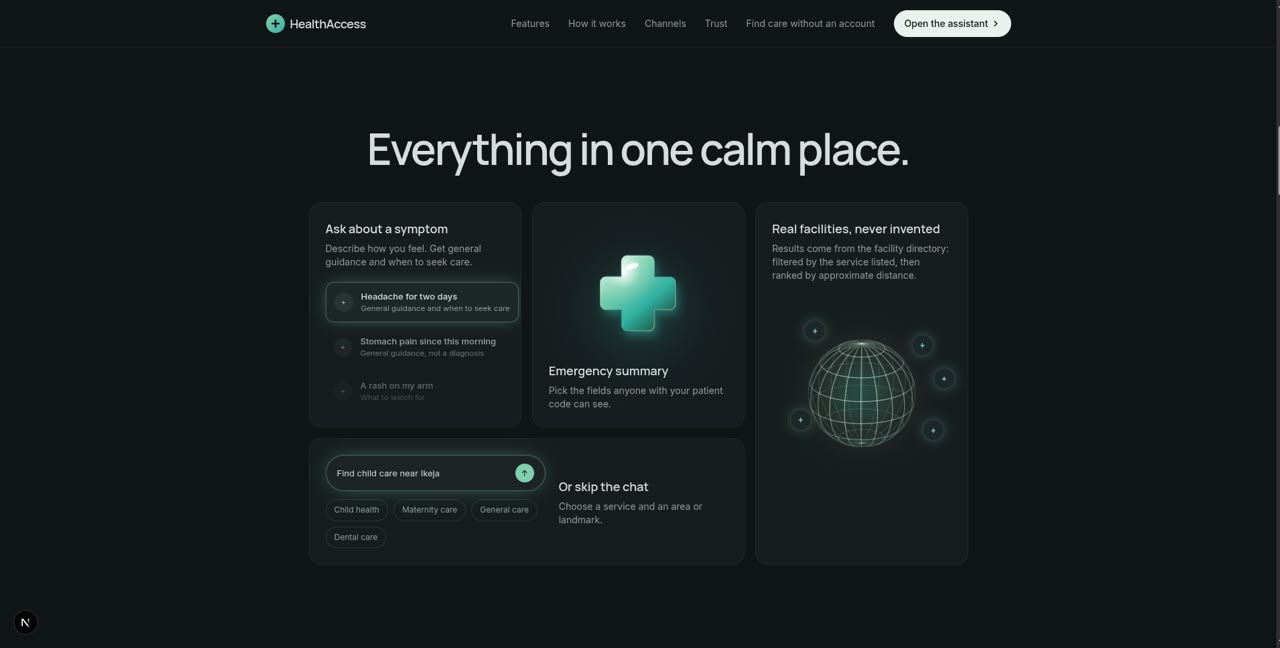 HealthAccess
Features
How it works
Channels
Trust
Find care without an account
Open the assistant
Everything in one calm place.
Ask about a symptom
Describe how you feel. Get general
guidance and when to seek care.
Headache for two days
General guidance and when to seek care
Stomach pain since this morning
General guidance, not a diagnosis
A rash on my arm
What to watch for
Emergency summary
Pick the fields anyone with your patient
code can see.
Real facilities, never invented
Results come from the facility directory:
filtered by the service listed, then
ranked by approximate distance.
Find child care near Ikeja
Child health
Maternity care
General care
Dental care
Or skip the chat
Choose a service and an area or
landmark.
N